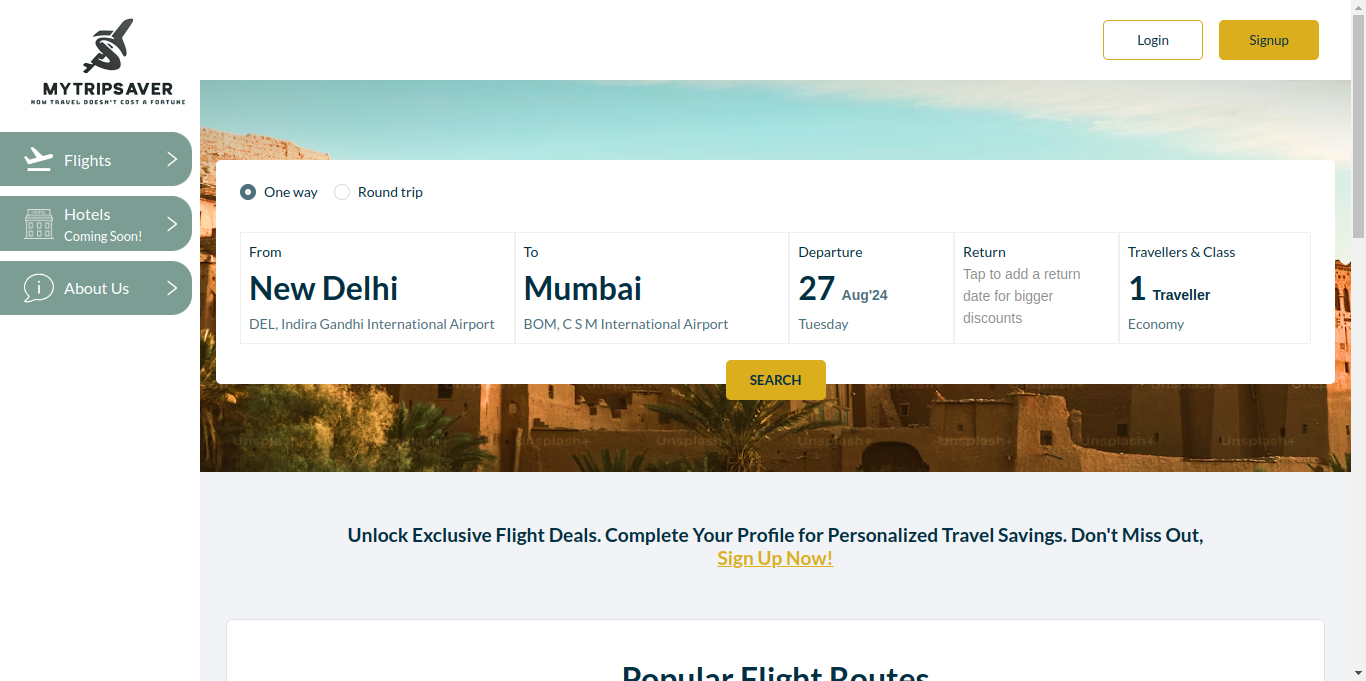 MYTRIPSAVER
NOW TRAVEL DOESN'T COST A FORTUNE
Login
Signup
Flights
Hotels
Coming Soon!
About Us
One way
Round trip
From
New Delhi
DEL, Indira Gandhi International Airport
To
Mumbai
BOM, C S M International Airport
Departure
27 Aug'24
Tuesday
Return
Tap to add a return
date for bigger
discounts
Travellers & Class
1 Traveller
Economy
SEARCH
Unsplash+ Unsplash+ Unsplash+ Unsplash+ Unsplash+ Unsplash+ Unsplash+ Unsplash+
Unlock Exclusive Flight Deals. Complete Your Profile for Personalized Travel Savings. Don't Miss Out,
Sign Up Now!
Popular Flight Routes